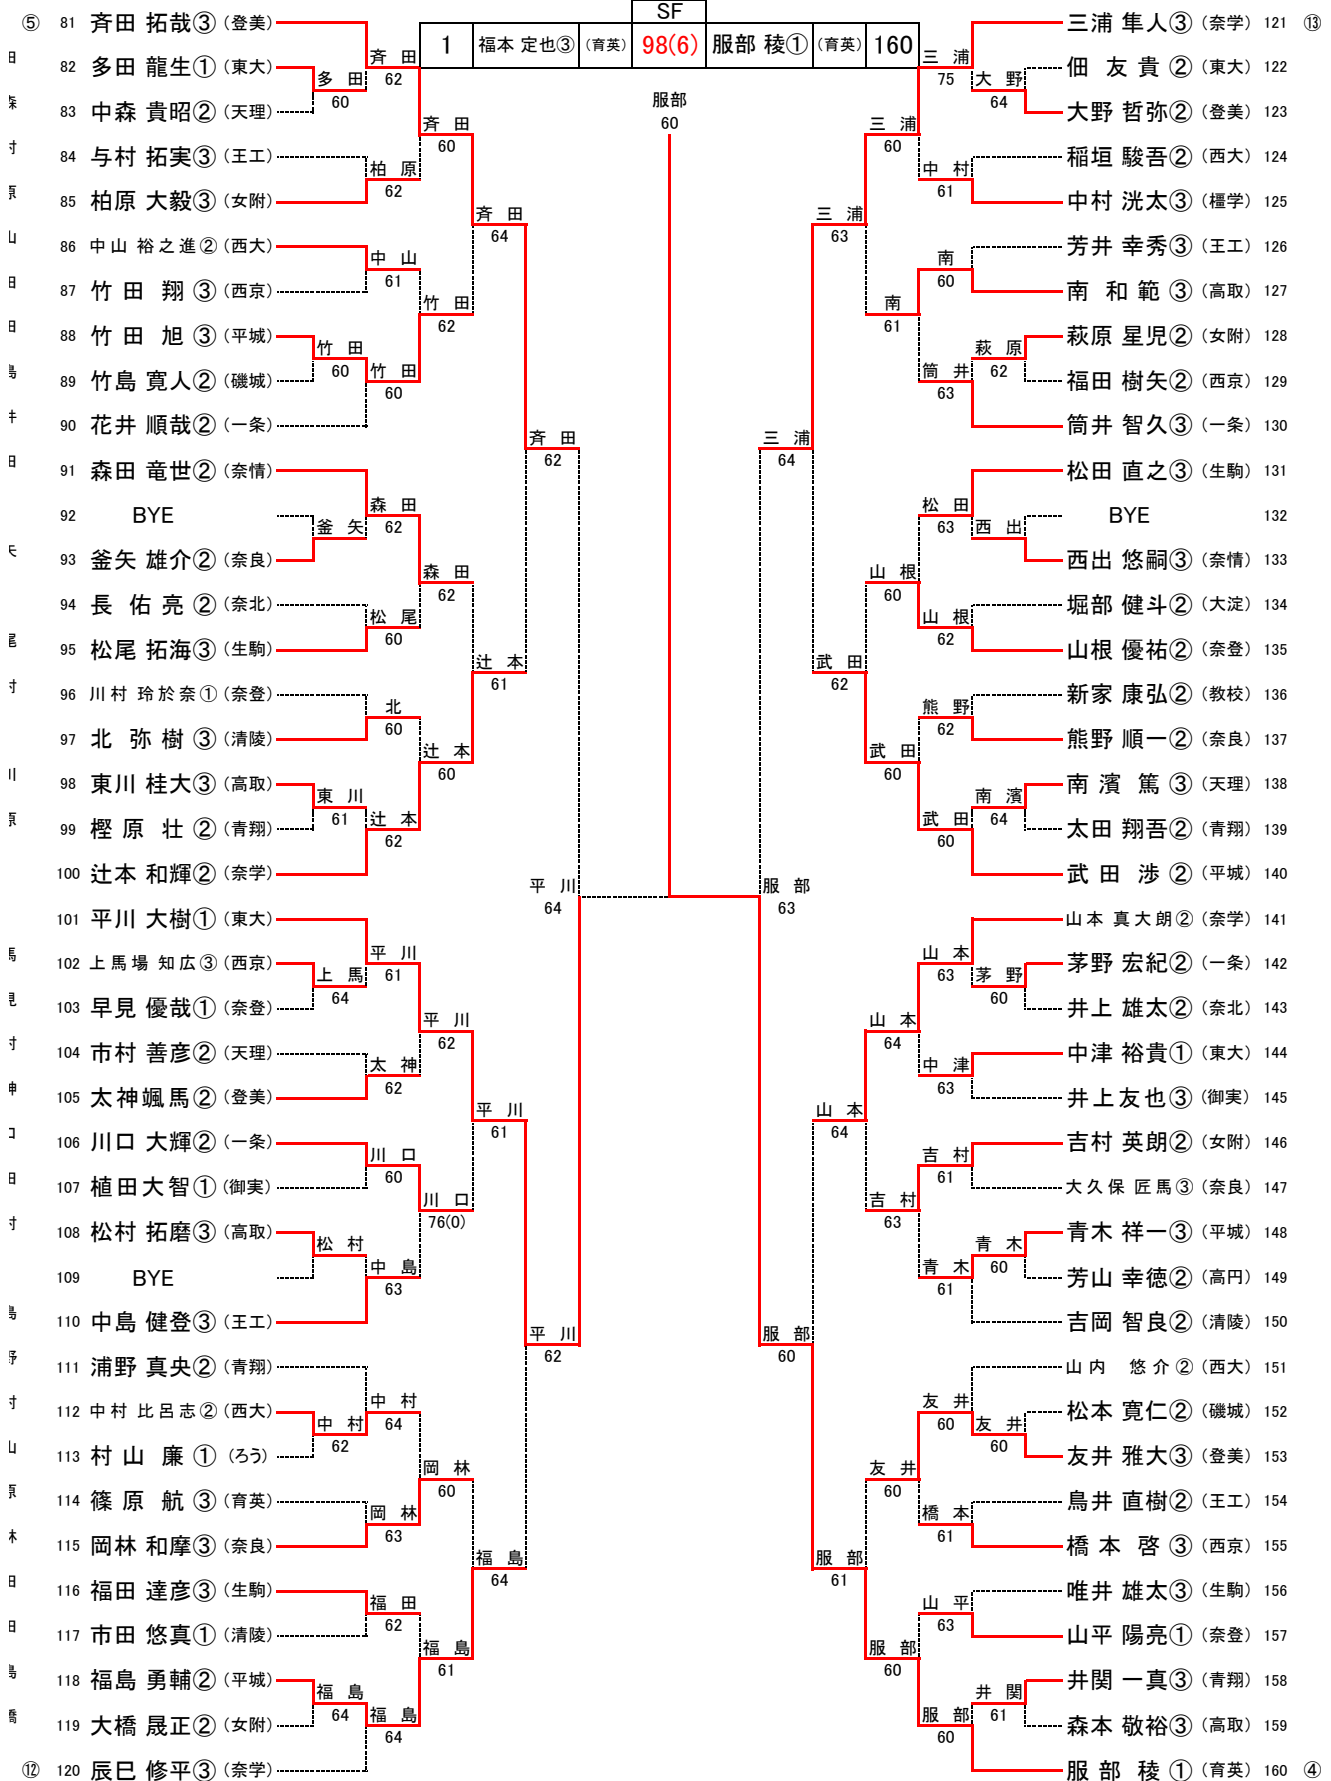 SF
1 福本 定也③ (育英) 98(6) 服部 稜① (育英) 160
服部
60
⑤ 81 斉田 拓哉③ (登美)
82 多田 龍生① (東大)
83 中森 貴昭② (天理)
84 与村 拓実③ (王工)
85 柏原 大毅③ (女附)
86 中山 裕之進② (西大)
87 竹田 翔③ (西京)
88 竹田 旭③ (平城)
89 竹島 寛人② (磯城)
90 花井 順哉② (一条)
91 森田 竜世② (奈情)
92 BYE
93 釜矢 雄介② (奈良)
94 長 佑亮② (奈北)
95 松尾 拓海③ (生駒)
96 川村 玲於奈① (奈登)
97 北 弥樹③ (清陵)
98 東川 桂大③ (高取)
99 樫原 壮② (青翔)
100 辻本 和輝② (奈学)
101 平川 大樹① (東大)
102 上馬場 知広③ (西京)
103 早見 優哉① (奈登)
104 市村 善彦② (天理)
105 太神颯馬② (登美)
106 川口 大輝② (一条)
107 植田大智① (御実)
108 松村 拓磨③ (高取)
109 BYE
110 中島 健登③ (王工)
111 浦野 真央② (青翔)
112 中村 比呂志② (西大)
113 村山 廉① (ろう)
114 篠原 航③ (育英)
115 岡林 和摩③ (奈良)
116 福田 達彦③ (生駒)
117 市田 悠真① (清陵)
118 福島 勇輔② (平城)
119 大橋 晟正② (女附)
⑫ 120 辰巳 修平③ (奈学)
多田
60
竹田
60
釜矢
東川
61
上馬
64
松村
中村
62
福島
64
斉田
62
柏原
62
中山
61
竹田
60
森田
62
松尾
60
北
60
辻本
62
平川
61
太神
62
川口
60
中島
63
中村
64
岡林
63
福田
62
福島
64
斉田
60
竹田
62
森田
62
辻本
60
平川
62
川口
76(0)
岡林
60
福島
61
斉田
64
辻本
61
平川
61
福島
64
斉田
62
平川
62
平川
64
服部
63
三浦
64
服部
60
三浦
63
武田
62
山本
64
服部
61
三浦
60
南
61
山根
60
武田
60
山本
64
吉村
63
友井
60
服部
60
三浦
75
中村
61
南
60
筒井
63
松田
63
山根
62
熊野
62
武田
60
山本
63
中津
63
吉村
61
青木
61
友井
60
橋本
61
山平
63
服部
60
大野
64
萩原
62
西出
南濱
64
茅野
60
青木
60
友井
60
井関
61
三浦 隼人③ (奈学) 121 ⑬
佃 友貴② (東大) 122
大野 哲弥② (登美) 123
稲垣 駿吾② (西大) 124
中村 洸太③ (橿学) 125
芳井 幸秀③ (王工) 126
南 和範③ (高取) 127
萩原 星児② (女附) 128
福田 樹矢② (西京) 129
筒井 智久③ (一条) 130
松田 直之③ (生駒) 131
BYE 132
西出 悠嗣③ (奈情) 133
堀部 健斗② (大淀) 134
山根 優祐② (奈登) 135
新家 康弘② (教校) 136
熊野 順一② (奈良) 137
南濱 篤③ (天理) 138
太田 翔吾② (青翔) 139
武田 渉② (平城) 140
山本 真大朗② (奈学) 141
茅野 宏紀② (一条) 142
井上 雄太② (奈北) 143
中津 裕貴① (東大) 144
井上友也③ (御実) 145
吉村 英朗② (女附) 146
大久保 匠馬③ (奈良) 147
青木 祥一③ (平城) 148
芳山 幸徳② (高円) 149
吉岡 智良② (清陵) 150
山内 悠介② (西大) 151
松本 寛仁② (磯城) 152
友井 雅大③ (登美) 153
鳥井 直樹② (王工) 154
橋本 啓③ (西京) 155
唯井 雄太③ (生駒) 156
山平 陽亮① (奈登) 157
井関 一真③ (青翔) 158
森本 敬裕③ (高取) 159
服部 稜① (育英) 160 ④